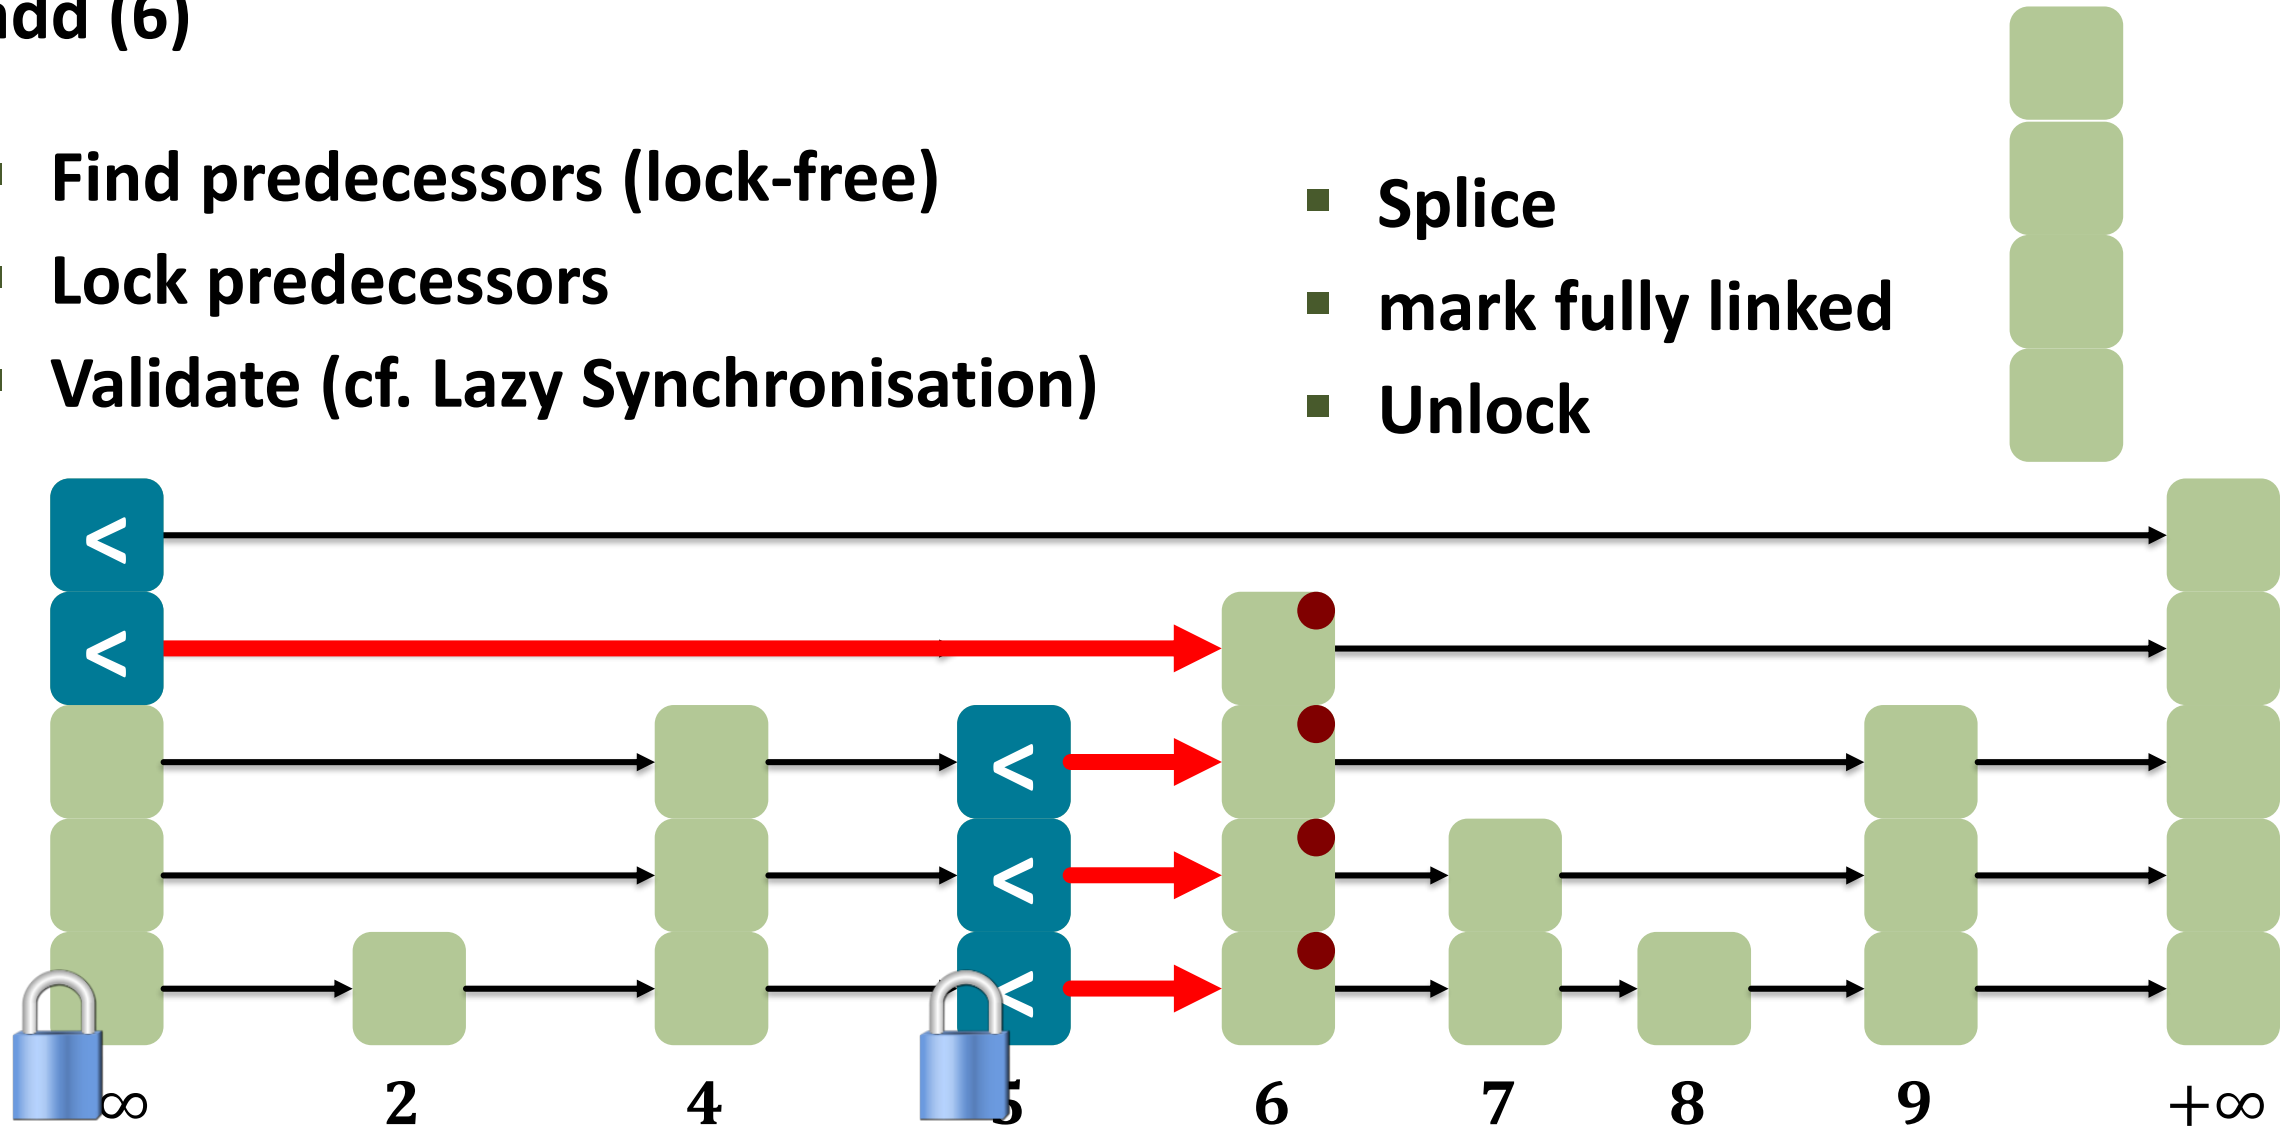 add (6)
Find predecessors (lock-free)
Lock predecessors
Validate (cf. Lazy Synchronisation)
Splice
mark fully linked
Unlock
<
<
<
<
<
∞ 2 4 5 6 7 8 9 +∞